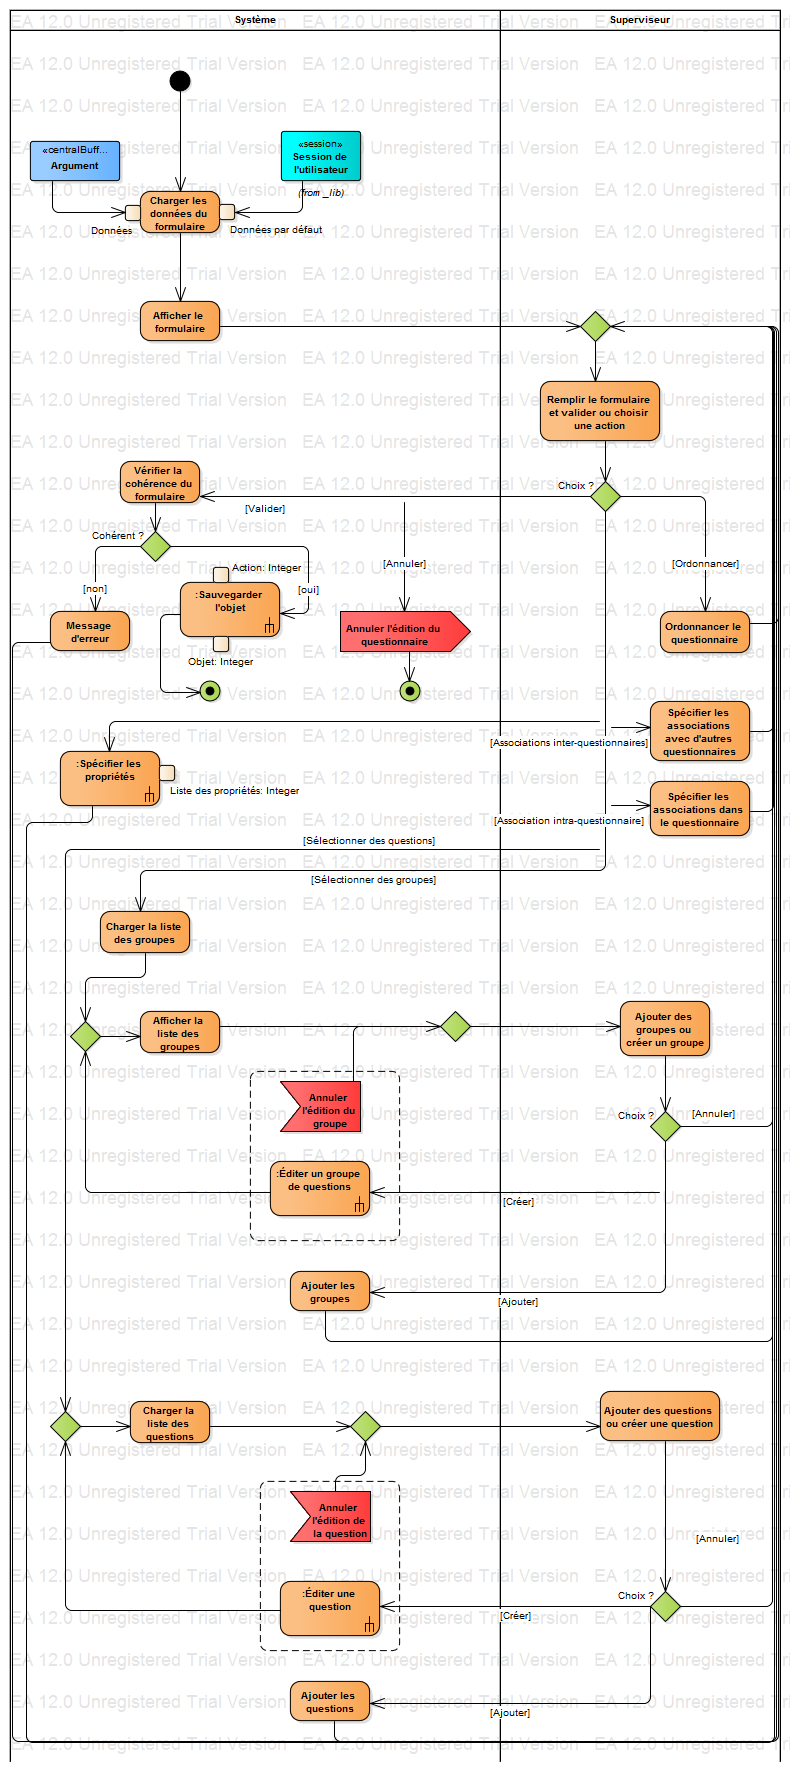 Système
Superviseur
EA 12.0 Unregistered Trial Version
«centralBuff...
Argument
«session»
Session de
l'utilisateur
(from _lib)
Charger les
données du
formulaire
Données
Données par défaut
Afficher le
formulaire
Remplir le formulaire
et valider ou choisir
une action
Choix ?
Vérifier la
cohérence du
formulaire
[Valider]
Cohérent ?
[Annuler]
[Ordonnancer]
Action: Integer
[non]
[oui]
:Sauvegarder
l'objet
Message
d'erreur
Annuler l'édition du
questionnaire
Ordonnancer le
questionnaire
Objet: Integer
Spécifier les
associations
avec d'autres
questionnaires
[Associations inter-questionnaires]
:Spécifier les
propriétés
Liste des propriétés: Integer
Spécifier les
associations dans
le questionnaire
[Association intra-questionnaire]
[Sélectionner des questions]
[Sélectionner des groupes]
Charger la liste
des groupes
Afficher la
liste des
groupes
Ajouter des
groupes ou
créer un groupe
Annuler
l'édition du
groupe
Choix ?
[Annuler]
:Éditer un groupe
de questions
[Créer]
Ajouter les
groupes
[Ajouter]
Charger la
liste des
questions
Ajouter des questions
ou créer une question
Annuler
l'édition de
la question
[Annuler]
:Éditer une
question
Choix ?
[Créer]
Ajouter les
questions
[Ajouter]